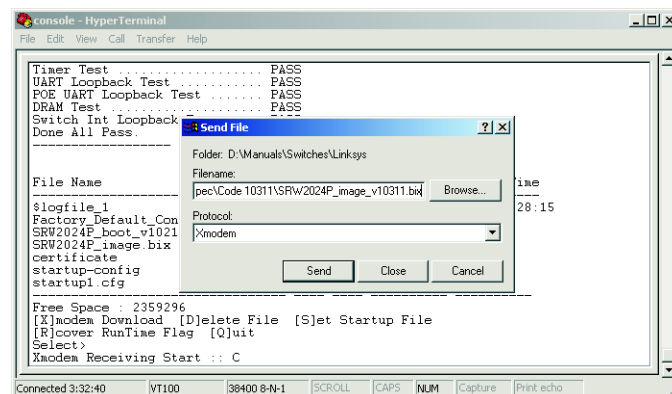 console - HyperTerminal
File Edit View Call Transfer Help
Timer Test .................... PASS
UART Loopback Test ............ PASS
POE UART Loopback Test ........ PASS
DRAM Test ..................... PASS
Switch Int Loopback
Done All Pass.
Send File
Folder: D:\Manuals\Switches\Linksys
Filename:
pec\Code 10311\SRW2024P_image_v10311.bix
Browse...
Protocol:
Xmodem
Send Close Cancel
File Name
$logfile_1 28:15
Factory_Default_Con
SRW2024P_boot_v1021
SRW2024P_image.bix
certificate
startup-config
startup1.cfg
Free Space : 2359296
[X]modem Download [D]elete File [S]et Startup File
[R]cover RunTime Flag [Q]uit
Select>
Xmodem Receiving Start :: C
Connected 3:32:40 VT100 38400 8-N-1 SCROLL CAPS NUM Capture Print echo